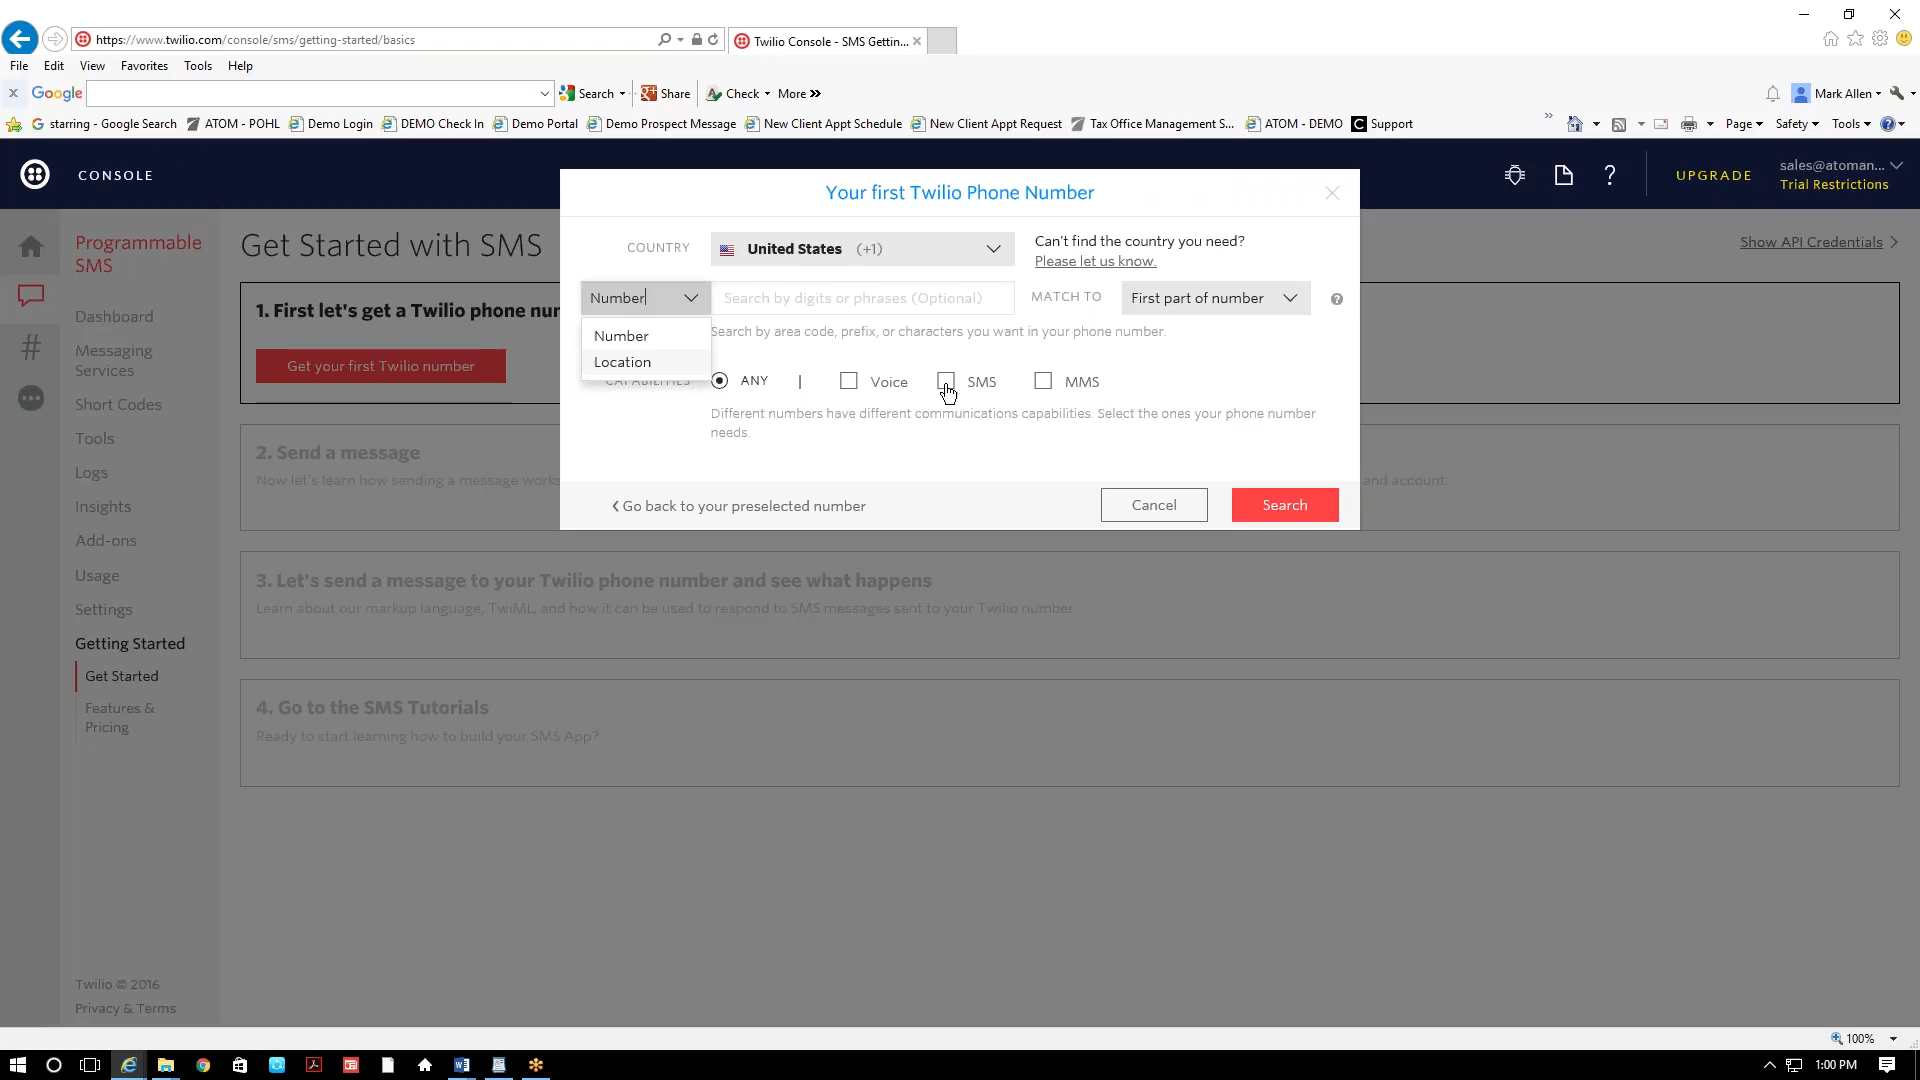 https://www.twilio.com/console/sms/getting-started/basics
Twilio Console - SMS Gettin...
File Edit View Favorites Tools Help
Google Search Share Check More »
Mark Allen
starring - Google Search ATOM - POHL Demo Login DEMO Check In Demo Portal Demo Prospect Message New Client Appt Schedule New Client Appt Request Tax Office Management S... ATOM - DEMO Support
Page Safety Tools
CONSOLE
UPGRADE
sales@atoman...
Trial Restrictions
Your first Twilio Phone Number
COUNTRY United States (+1)
Can't find the country you need?
Please let us know.
Number Search by digits or phrases (Optional) MATCH TO First part of number
Search by area code, prefix, or characters you want in your phone number.
Number
Location
CAPABILITIES ANY | Voice SMS MMS
Different numbers have different communications capabilities. Select the ones your phone number
needs.
Go back to your preselected number
Cancel Search
Programmable
SMS
Dashboard
Messaging
Services
Short Codes
Tools
Logs
Insights
Add-ons
Usage
Settings
Getting Started
Get Started
Features &
Pricing
Twilio © 2016
Privacy & Terms
Get Started with SMS
Show API Credentials
1. First let's get a Twilio phone num
Get your first Twilio number
2. Send a message
Now let's learn how sending a message works and account.
3. Let's send a message to your Twilio phone number and see what happens
Learn about our markup language, TwiML, and how it can be used to respond to SMS messages sent to your Twilio number
4. Go to the SMS Tutorials
Ready to start learning how to build your SMS App?
100%
1:00 PM